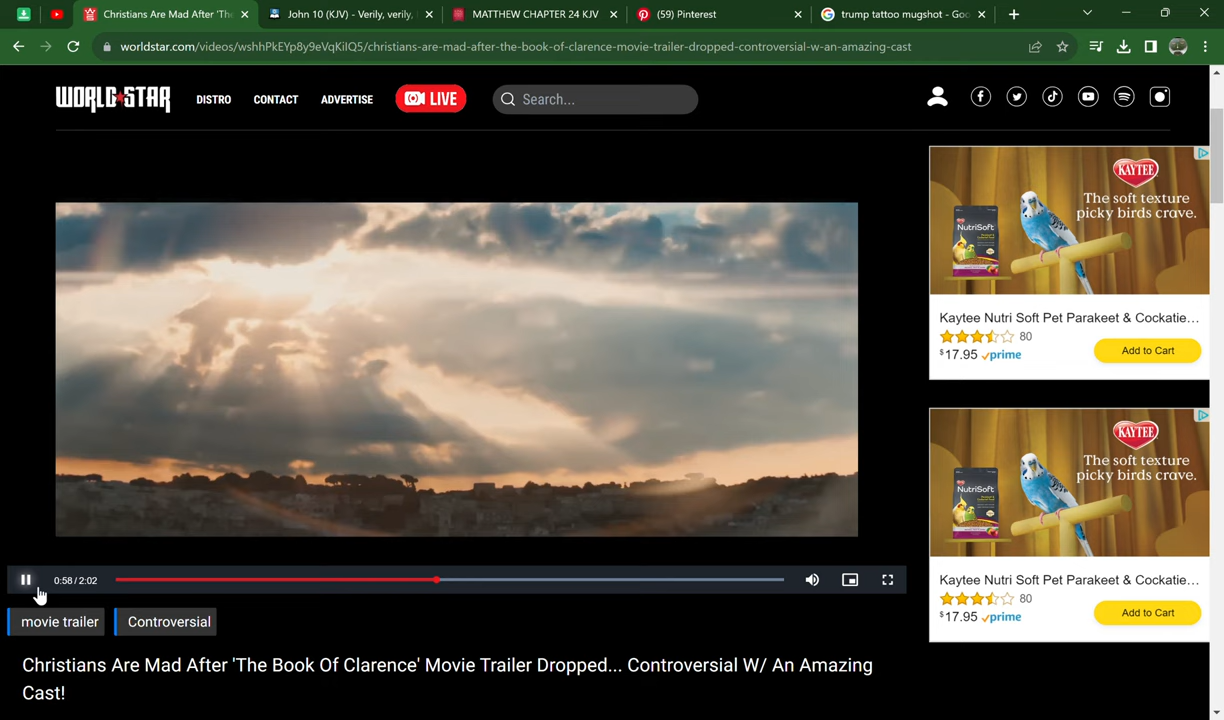 Christians Are Mad After 'The
John 10 (KJV) - Verily, verily,
MATTHEW CHAPTER 24 KJV
(59) Pinterest
trump tattoo mugshot - Goo
worldstar.com/videos/wshhPkEYp8y9eVqKiIQ5/christians-are-mad-after-the-book-of-clarence-movie-trailer-dropped-controversial-w-an-amazing-cast
WORLD STAR
DISTRO
CONTACT
ADVERTISE
LIVE
Search...
KAYTEE
The soft texture
picky birds crave.
KAYTEE
NutriSoft
Kaytee Nutri Soft Pet Parakeet & Cockatie...
80
$17.95 prime
Add to Cart
KAYTEE
The soft texture
picky birds crave.
KAYTEE
NutriSoft
Kaytee Nutri Soft Pet Parakeet & Cockatie...
80
$17.95 prime
Add to Cart
0:58 / 2:02
movie trailer
Controversial
Christians Are Mad After 'The Book Of Clarence' Movie Trailer Dropped... Controversial W/ An Amazing
Cast!